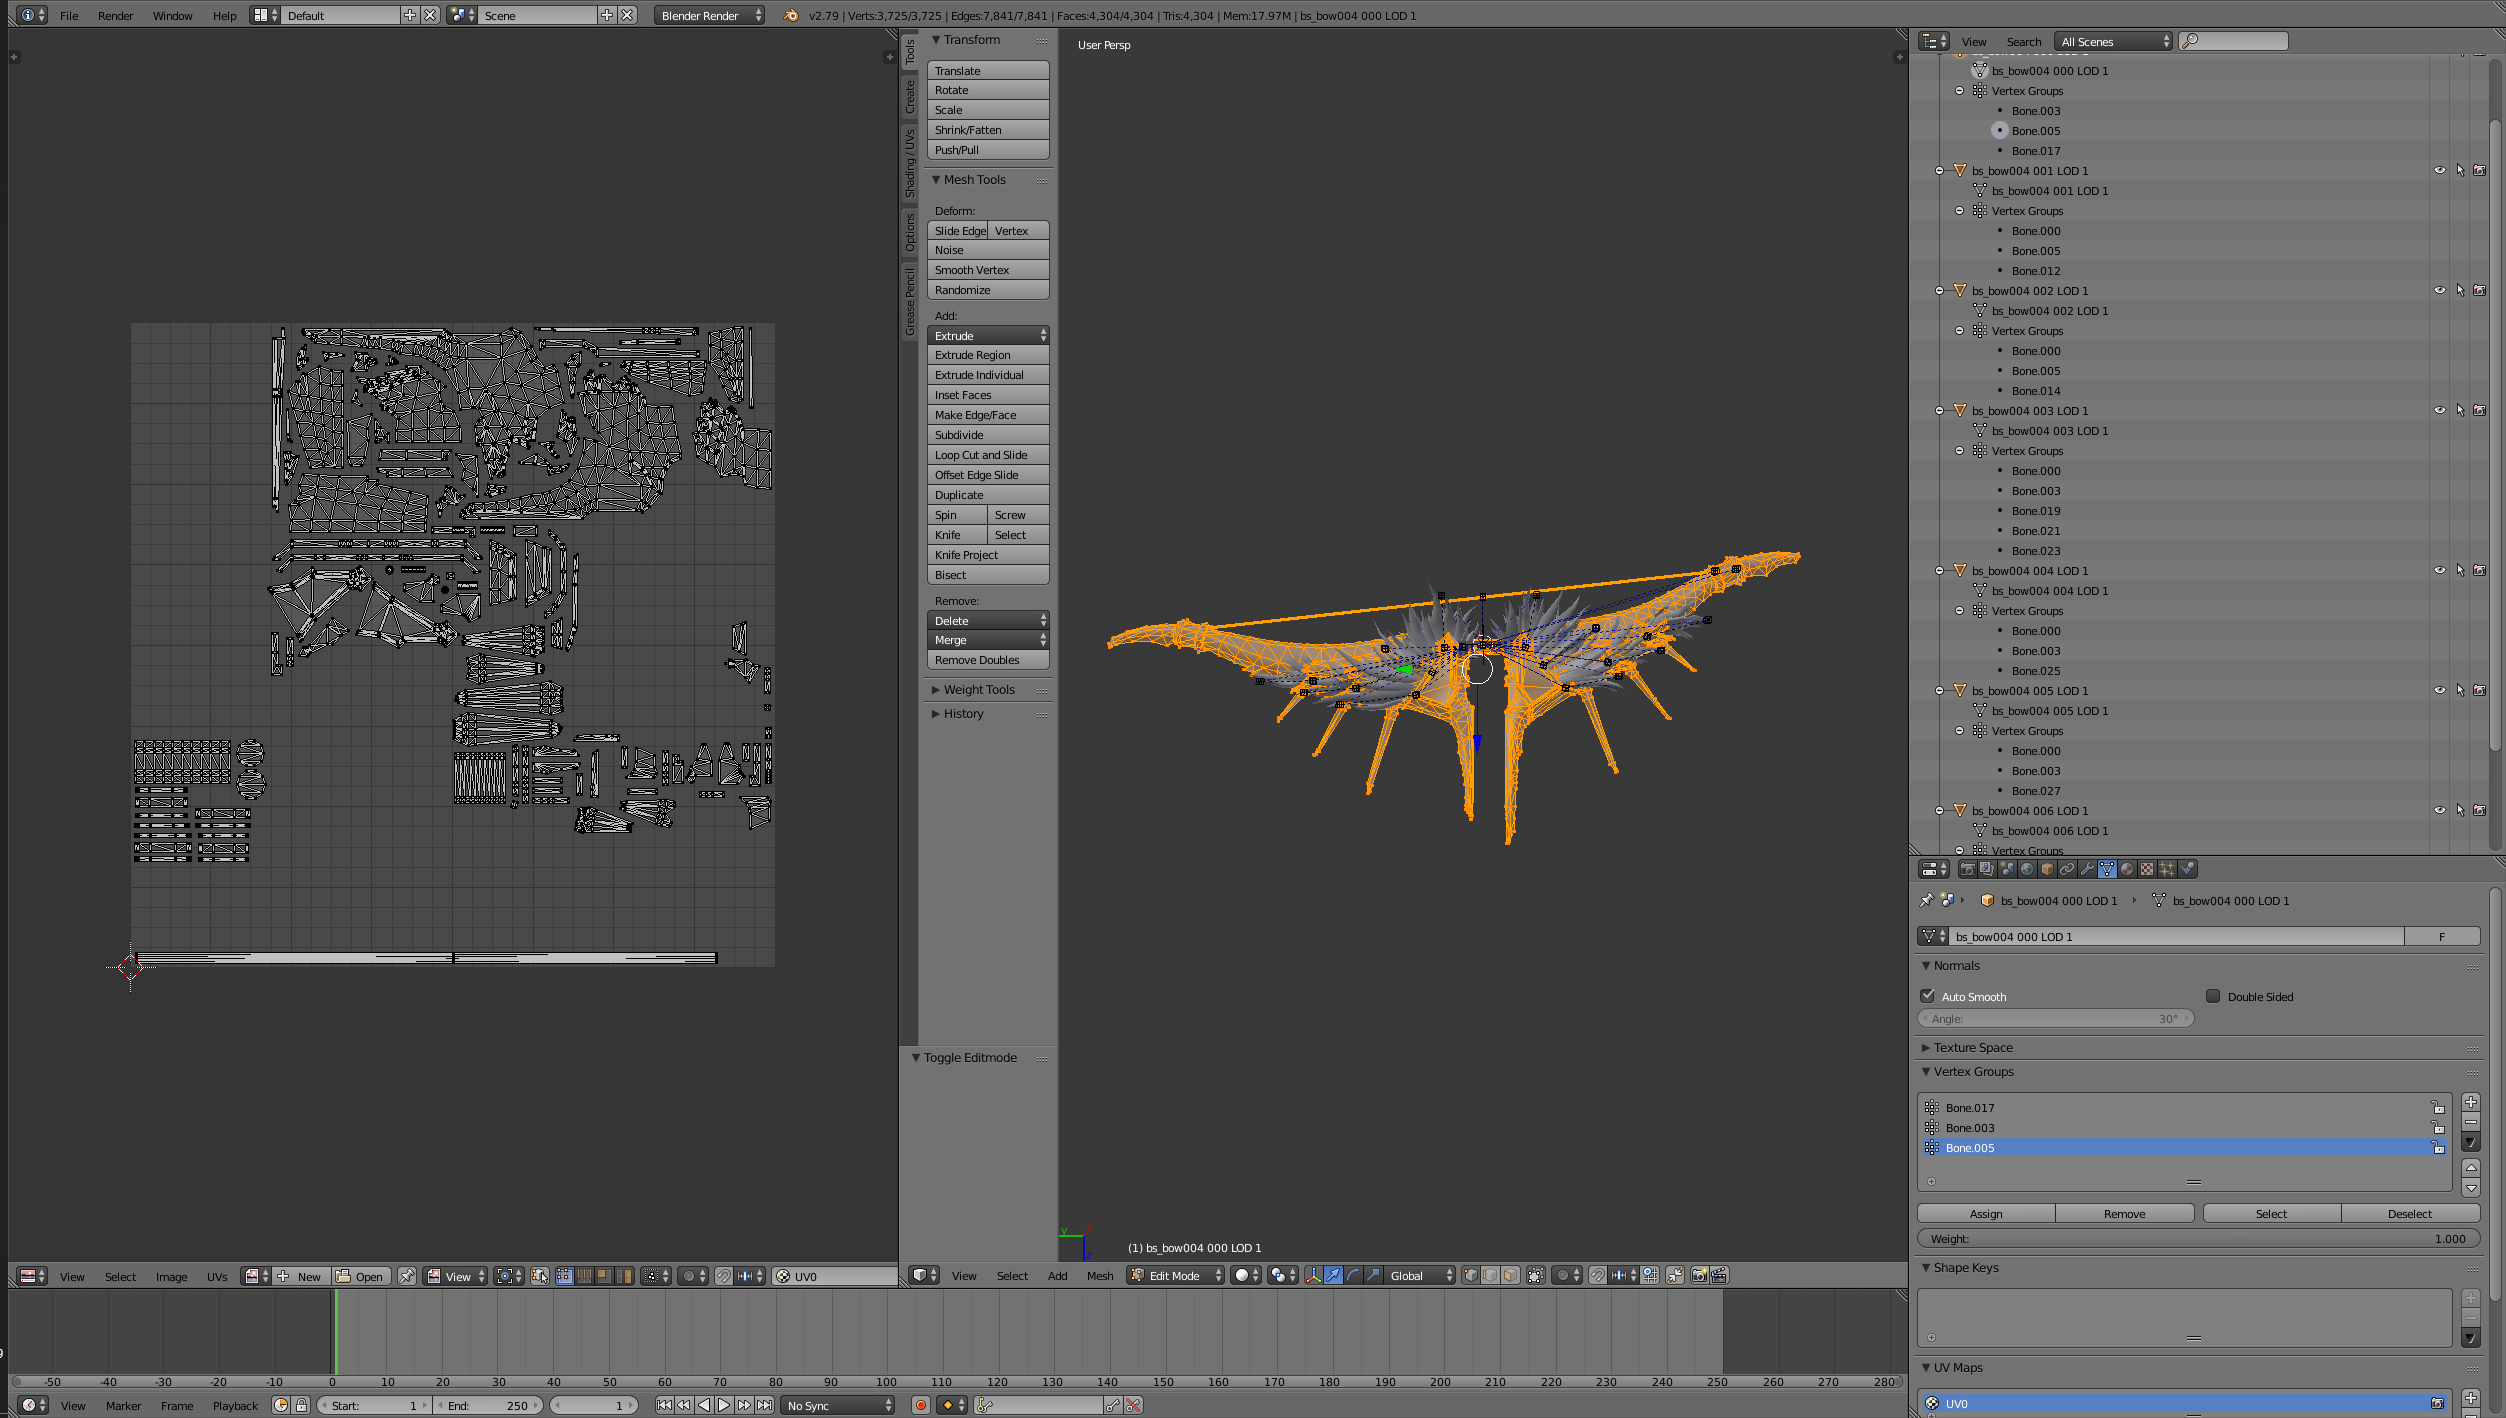 File Render Window Help Default Scene Blender Render v2.79 | Verts:3,725/3,725 | Edges:7,841/7,841 | Faces:4,304/4,304 | Tris:4,304 | Mem:17.97M | bs_bow004 000 LOD 1
Tools
Create
Shading / UVs
Options
Grease Pencil
Transform
Translate
Rotate
Scale
Shrink/Fatten
Push/Pull
Mesh Tools
Deform:
Slide Edge Vertex
Noise
Smooth Vertex
Randomize
Add:
Extrude
Extrude Region
Extrude Individual
Inset Faces
Make Edge/Face
Subdivide
Loop Cut and Slide
Offset Edge Slide
Duplicate
Spin Screw
Knife Select
Knife Project
Bisect
Remove:
Delete
Merge
Remove Doubles
Weight Tools
History
Toggle Editmode
User Persp
y
x
z
(1) bs_bow004 000 LOD 1
View Search All Scenes
bs_bow004 000 LOD 1
Vertex Groups
Bone.003
Bone.005
Bone.017
bs_bow004 001 LOD 1
bs_bow004 001 LOD 1
Vertex Groups
Bone.000
Bone.005
Bone.012
bs_bow004 002 LOD 1
bs_bow004 002 LOD 1
Vertex Groups
Bone.000
Bone.005
Bone.014
bs_bow004 003 LOD 1
bs_bow004 003 LOD 1
Vertex Groups
Bone.000
Bone.003
Bone.019
Bone.021
Bone.023
bs_bow004 004 LOD 1
bs_bow004 004 LOD 1
Vertex Groups
Bone.000
Bone.003
Bone.025
bs_bow004 005 LOD 1
bs_bow004 005 LOD 1
Vertex Groups
Bone.000
Bone.003
Bone.027
bs_bow004 006 LOD 1
bs_bow004 006 LOD 1
Vertex Groups
bs_bow004 000 LOD 1 bs_bow004 000 LOD 1
bs_bow004 000 LOD 1 F
Normals
Auto Smooth Double Sided
Angle: 30°
Texture Space
Vertex Groups
Bone.017
Bone.003
Bone.005
Assign Remove Select Deselect
Weight: 1.000
Shape Keys
UV Maps
UV0
View Select Image UVs New Open View UV0
View Select Add Mesh Edit Mode Global
-50 -40 -30 -20 -10 0 10 20 30 40 50 60 70 80 90 100 110 120 130 140 150 160 170 180 190 200 210 220 230 240 250 260 270 280
View Marker Frame Playback Start: 1 End: 250 1 No Sync